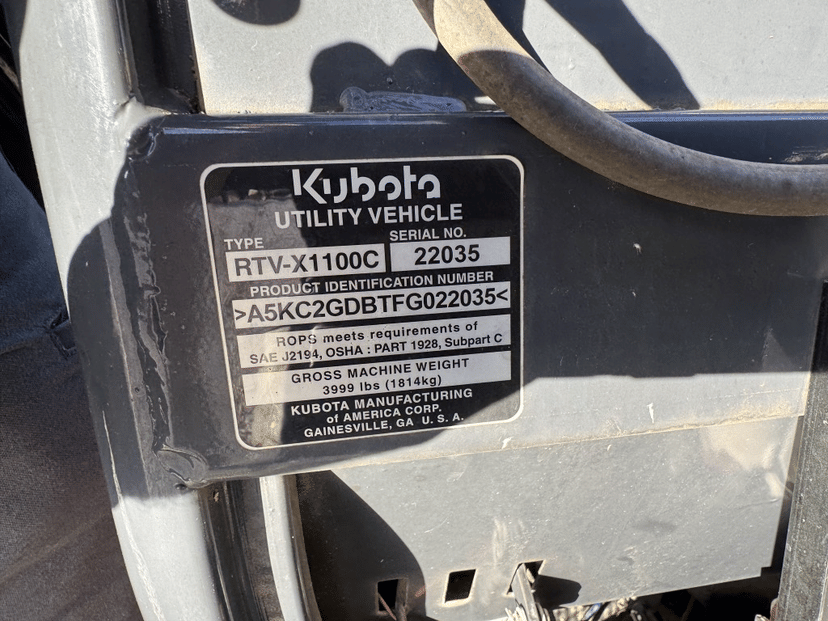 Kubota
UTILITY VEHICLE
TYPE SERIAL NO.
RTV-X1100C 22035
PRODUCT IDENTIFICATION NUMBER
>A5KC2GDBTFG022035<
ROPS meets requirements of
SAE J2194, OSHA : PART 1928, Subpart C
GROSS MACHINE WEIGHT
3999 lbs (1814kg)
KUBOTA MANUFACTURING
of AMERICA CORP.
GAINESVILLE, GA U. S. A.